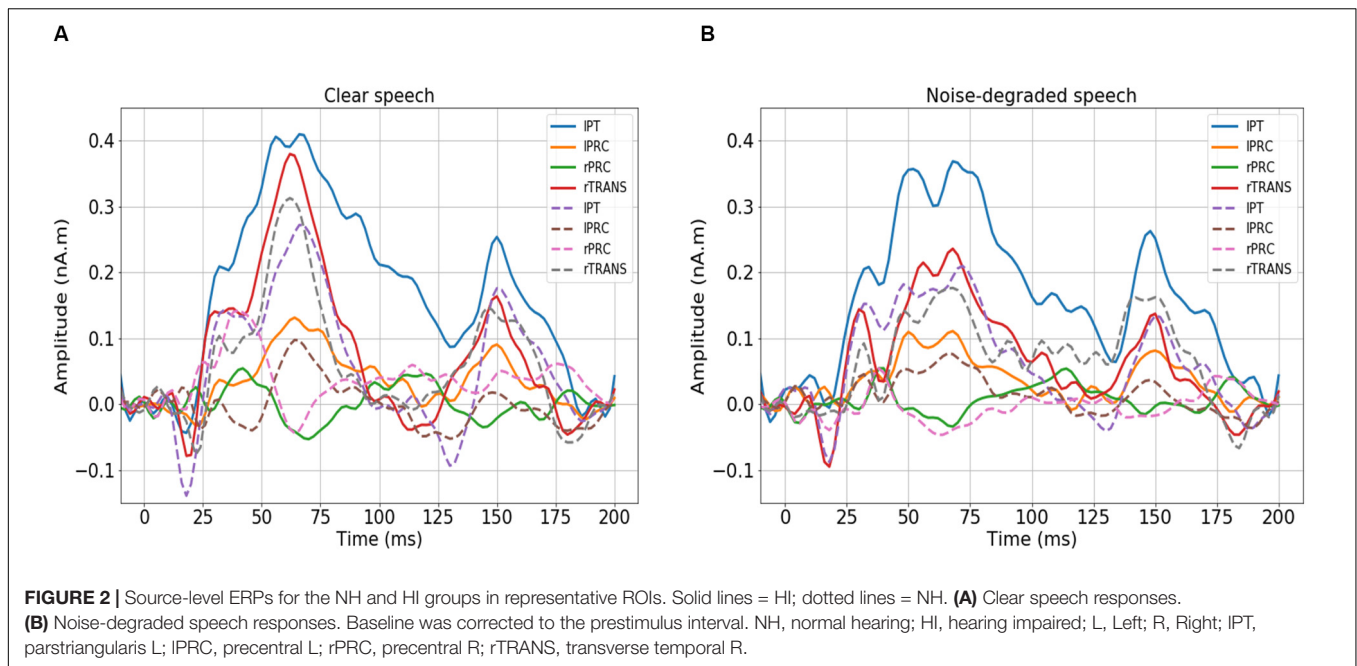 A
B
Clear speech
Noise-degraded speech
Amplitude (nA.m)
0.4
0.3
0.2
0.1
0.0
−0.1
0 25 50 75 100 125 150 175 200
Time (ms)
lPT
lPRC
rPRC
rTRANS
lPT
lPRC
rPRC
rTRANS
Amplitude (nA.m)
0.4
0.3
0.2
0.1
0.0
−0.1
0 25 50 75 100 125 150 175 200
Time (ms)
lPT
lPRC
rPRC
rTRANS
lPT
lPRC
rPRC
rTRANS
FIGURE 2 | Source-level ERPs for the NH and HI groups in representative ROIs. Solid lines = HI; dotted lines = NH. (A) Clear speech responses.
(B) Noise-degraded speech responses. Baseline was corrected to the prestimulus interval. NH, normal hearing; HI, hearing impaired; L, Left; R, Right; lPT,
parstriangularis L; lPRC, precentral L; rPRC, precentral R; rTRANS, transverse temporal R.